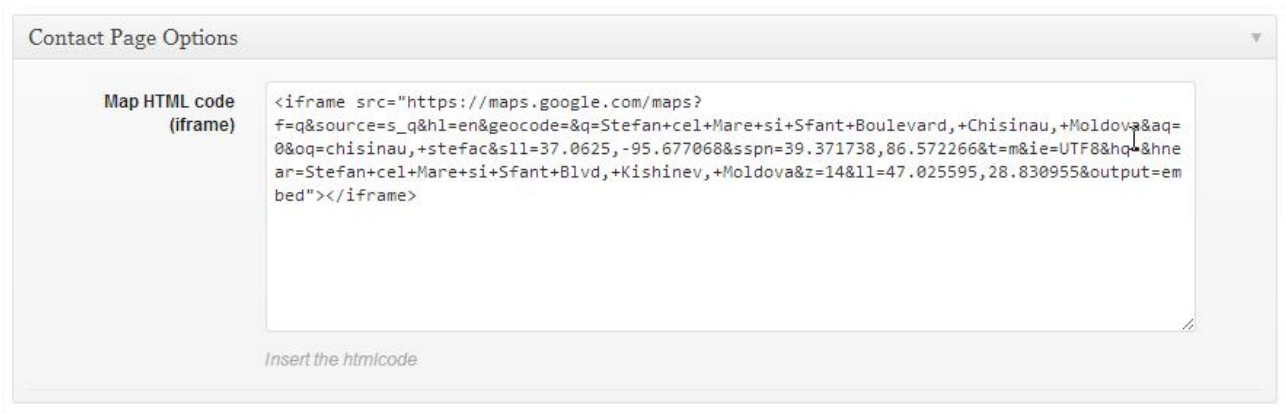 Contact Page Options
Map HTML code
(iframe)
<iframe src="https://maps.google.com/maps?
f=q&source=s_q&hl=en&geocode=&q=Stefan+cel+Mare+si+Sfant+Boulevard,+Chisinau,+Moldova&aq=
0&oq=chisinau,+stefac&sll=37.0625,-95.677068&sspn=39.371738,86.572266&t=m&ie=UTF8&hq=&hne
ar=Stefan+cel+Mare+si+Sfant+Blvd,+Kishinev,+Moldova&z=14&ll=47.025595,28.830955&output=em
bed"></iframe>
Insert the htmlcode